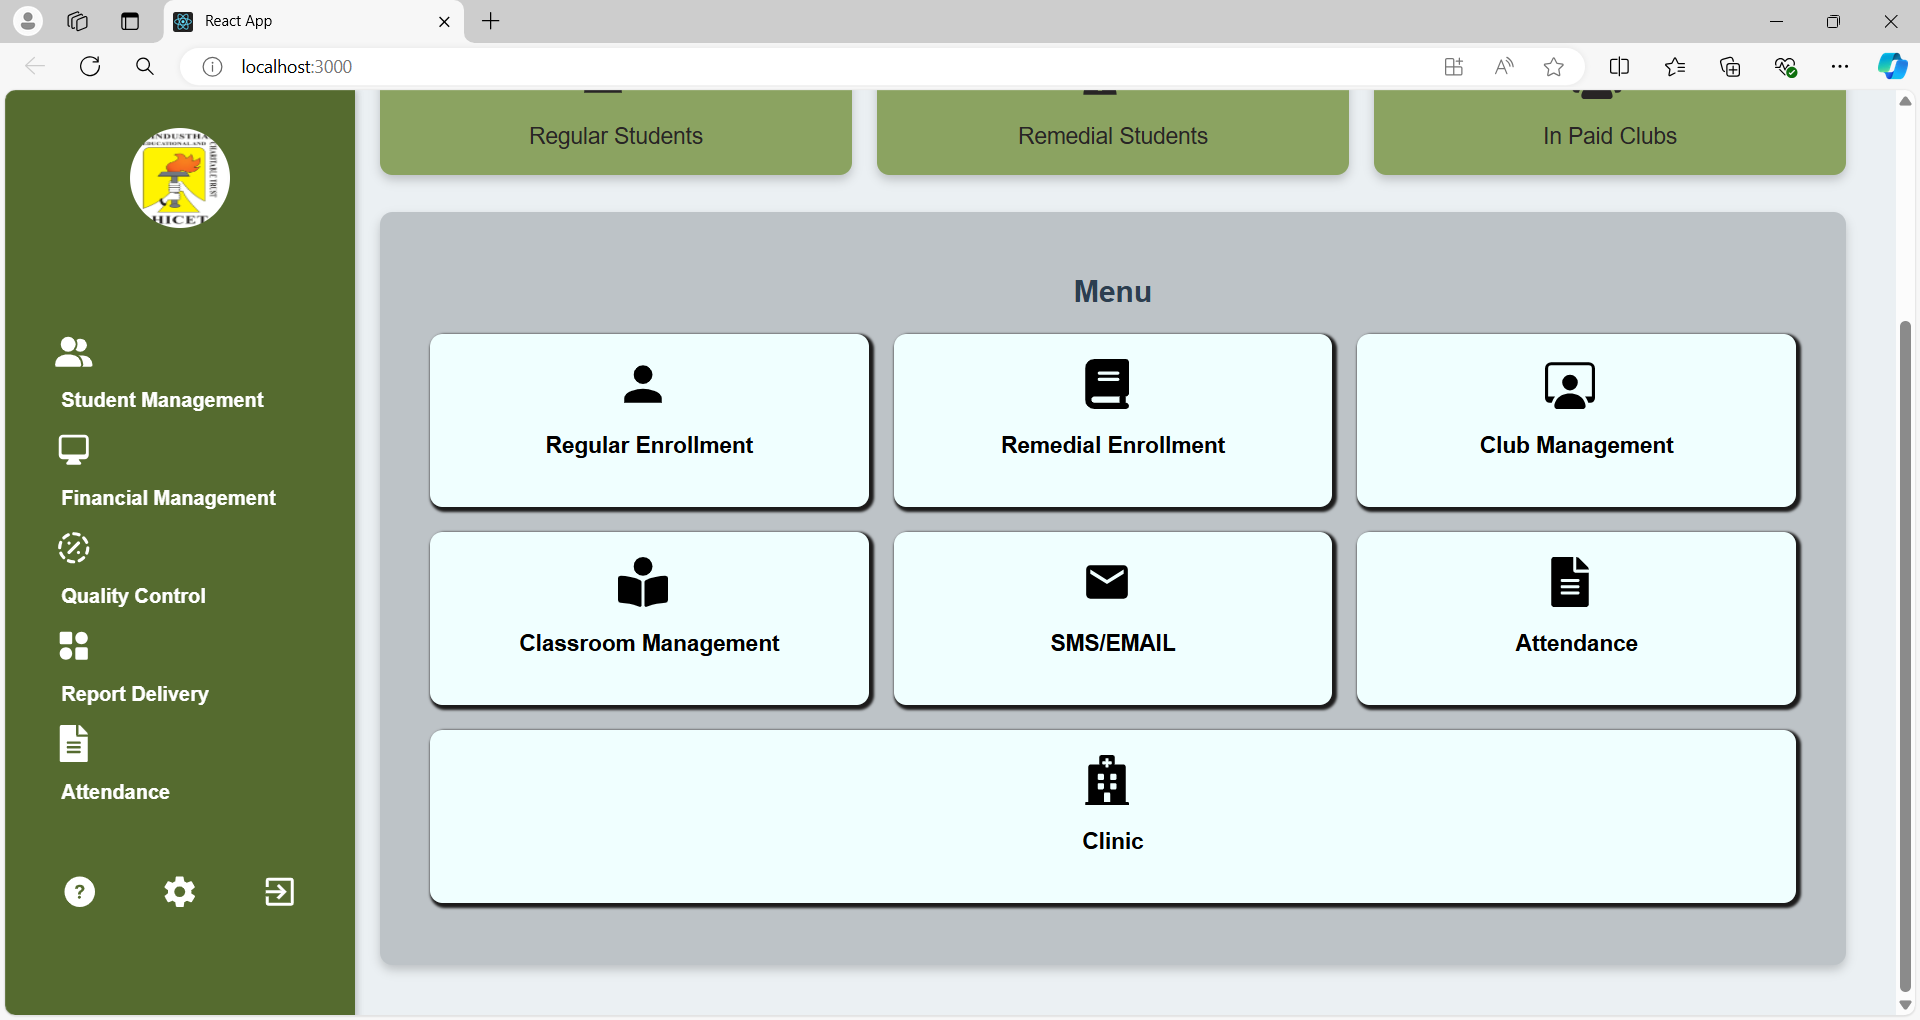 React App
localhost:3000
HICET
Student Management
Financial Management
Quality Control
Report Delivery
Attendance
?
Regular Students
Remedial Students
In Paid Clubs
Menu
Regular Enrollment
Remedial Enrollment
Club Management
Classroom Management
SMS/EMAIL
Attendance
Clinic